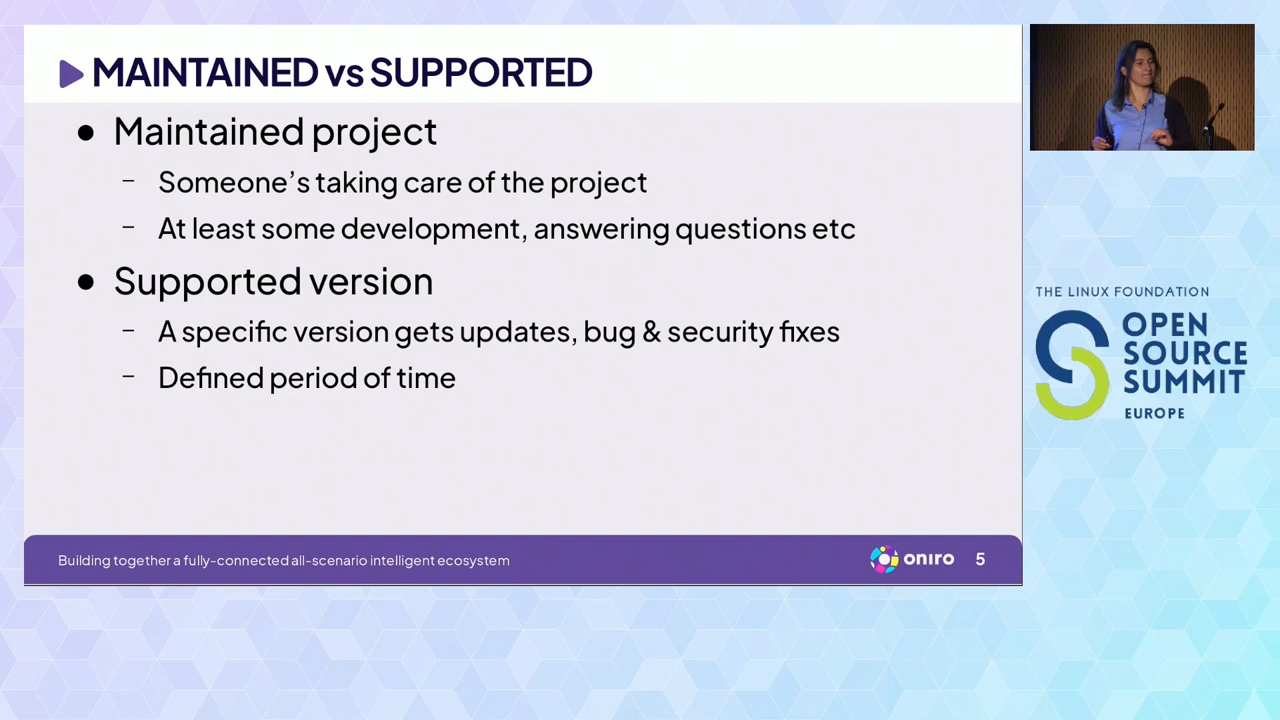 MAINTAINED vs SUPPORTED
● Maintained project
– Someone’s taking care of the project
– At least some development, answering questions etc
● Supported version
– A specific version gets updates, bug & security fixes
– Defined period of time
Building together a fully-connected all-scenario intelligent ecosystem
oniro
5
THE LINUX FOUNDATION
OPEN
SOURCE
SUMMIT
EUROPE